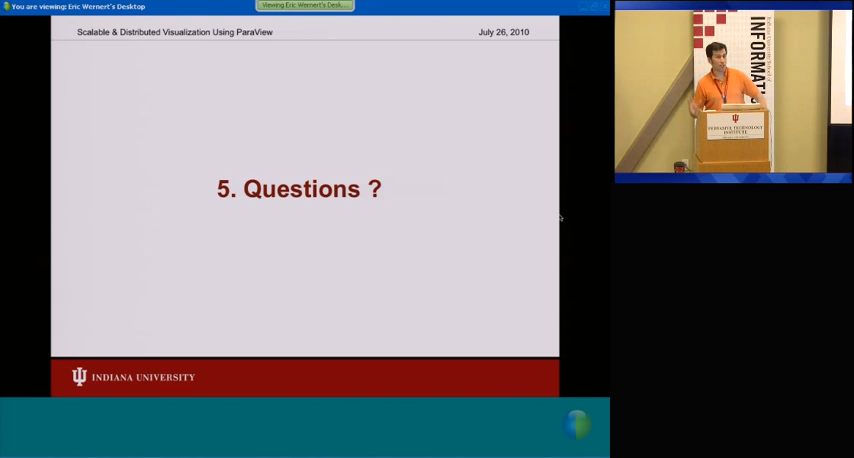 You are viewing: Eric Wernert's Desktop
Viewing Eric Wernert's Desk...
Scalable & Distributed Visualization Using ParaView
July 26, 2010
5. Questions ?
INDIANA UNIVERSITY
INFORMATI
PERVASIVE TECHNOLOGY
INSTITUTE